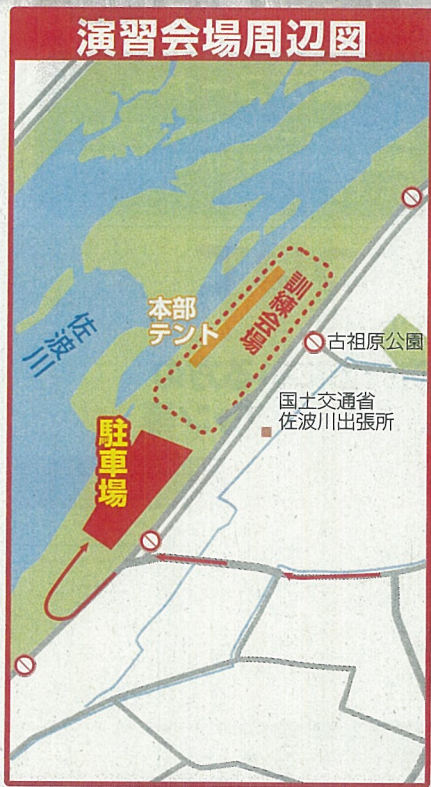 演習会場周辺図
本部
テント
訓練会場
佐波川
古祖原公園
国土交通省
佐波川出張所
駐車場